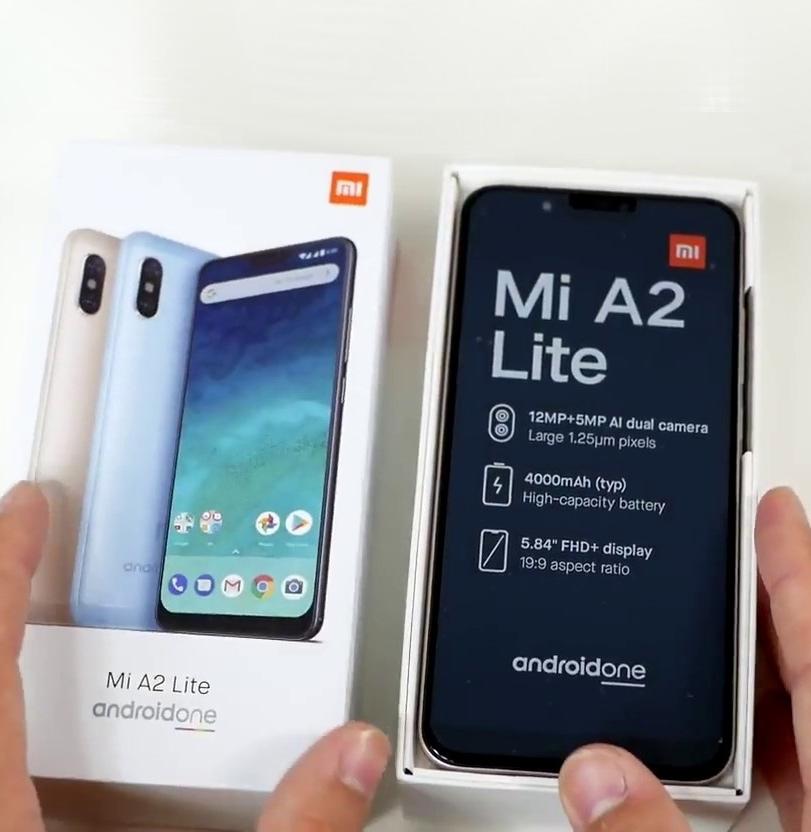 mi
Mi A2 Lite
androidone
mi
Mi A2
Lite
12MP+5MP AI dual camera
Large 1.25μm pixels
4000mAh (typ)
High-capacity battery
5.84" FHD+ display
19:9 aspect ratio
androidone